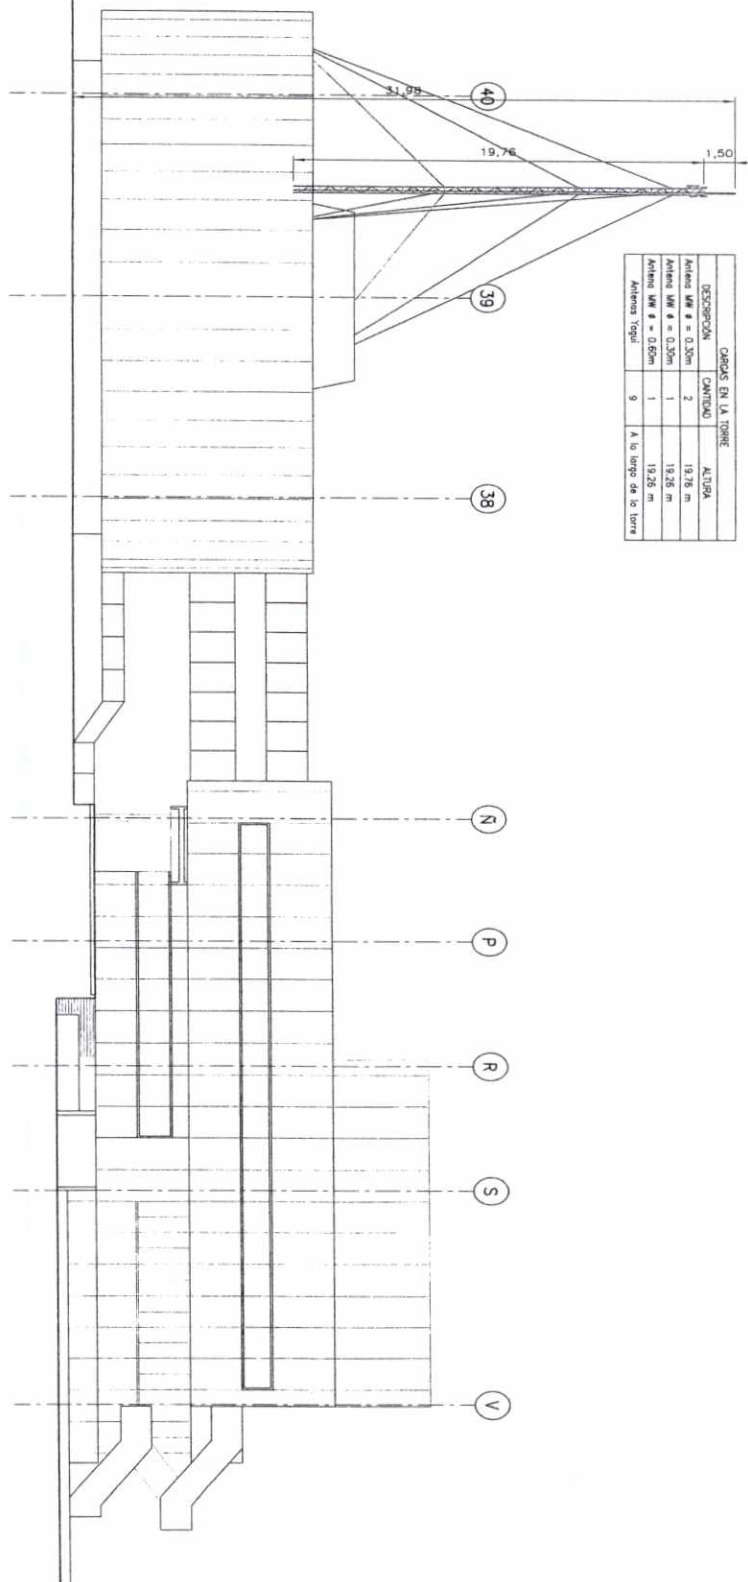 CARGAS EN LA TORRE
DESCRIPCIÓN CANTIDAD ALTURA
Antena MW ø = 0.30m 2 19.76 m
Antena MW ø = 0.30m 1 19.26 m
Antena MW ø = 0.60m 1 19.26 m
Antenas Yagui 9 A lo largo de la torre
31,98
19,76
1,50
40
39
38
Ñ
P
R
S
V